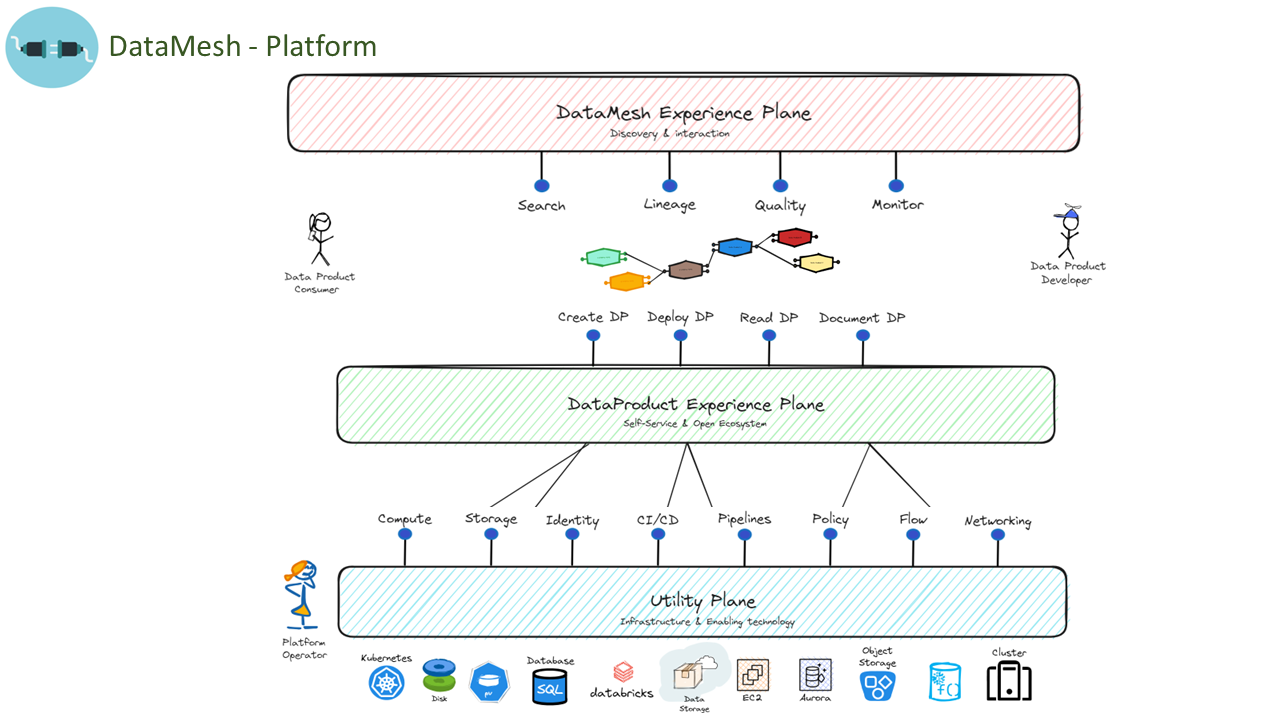 DataMesh - Platform
DataMesh Experience Plane
Discovery & interaction
Search
Lineage
Quality
Monitor
Data Product
Consumer
Data Product
Developer
Create DP
Deploy DP
Read DP
Document DP
DataProduct Experience Plane
Self-Service & Open Ecosystem
Compute
Storage
Identity
CI/CD
Pipelines
Policy
Flow
Networking
Utility Plane
Infrastructure & Enabling technology
Platform
Operator
Kubernetes
Disk
pv
Database
SQL
databricks
Data
Storage
EC2
Aurora
Object
Storage
f()
Cluster